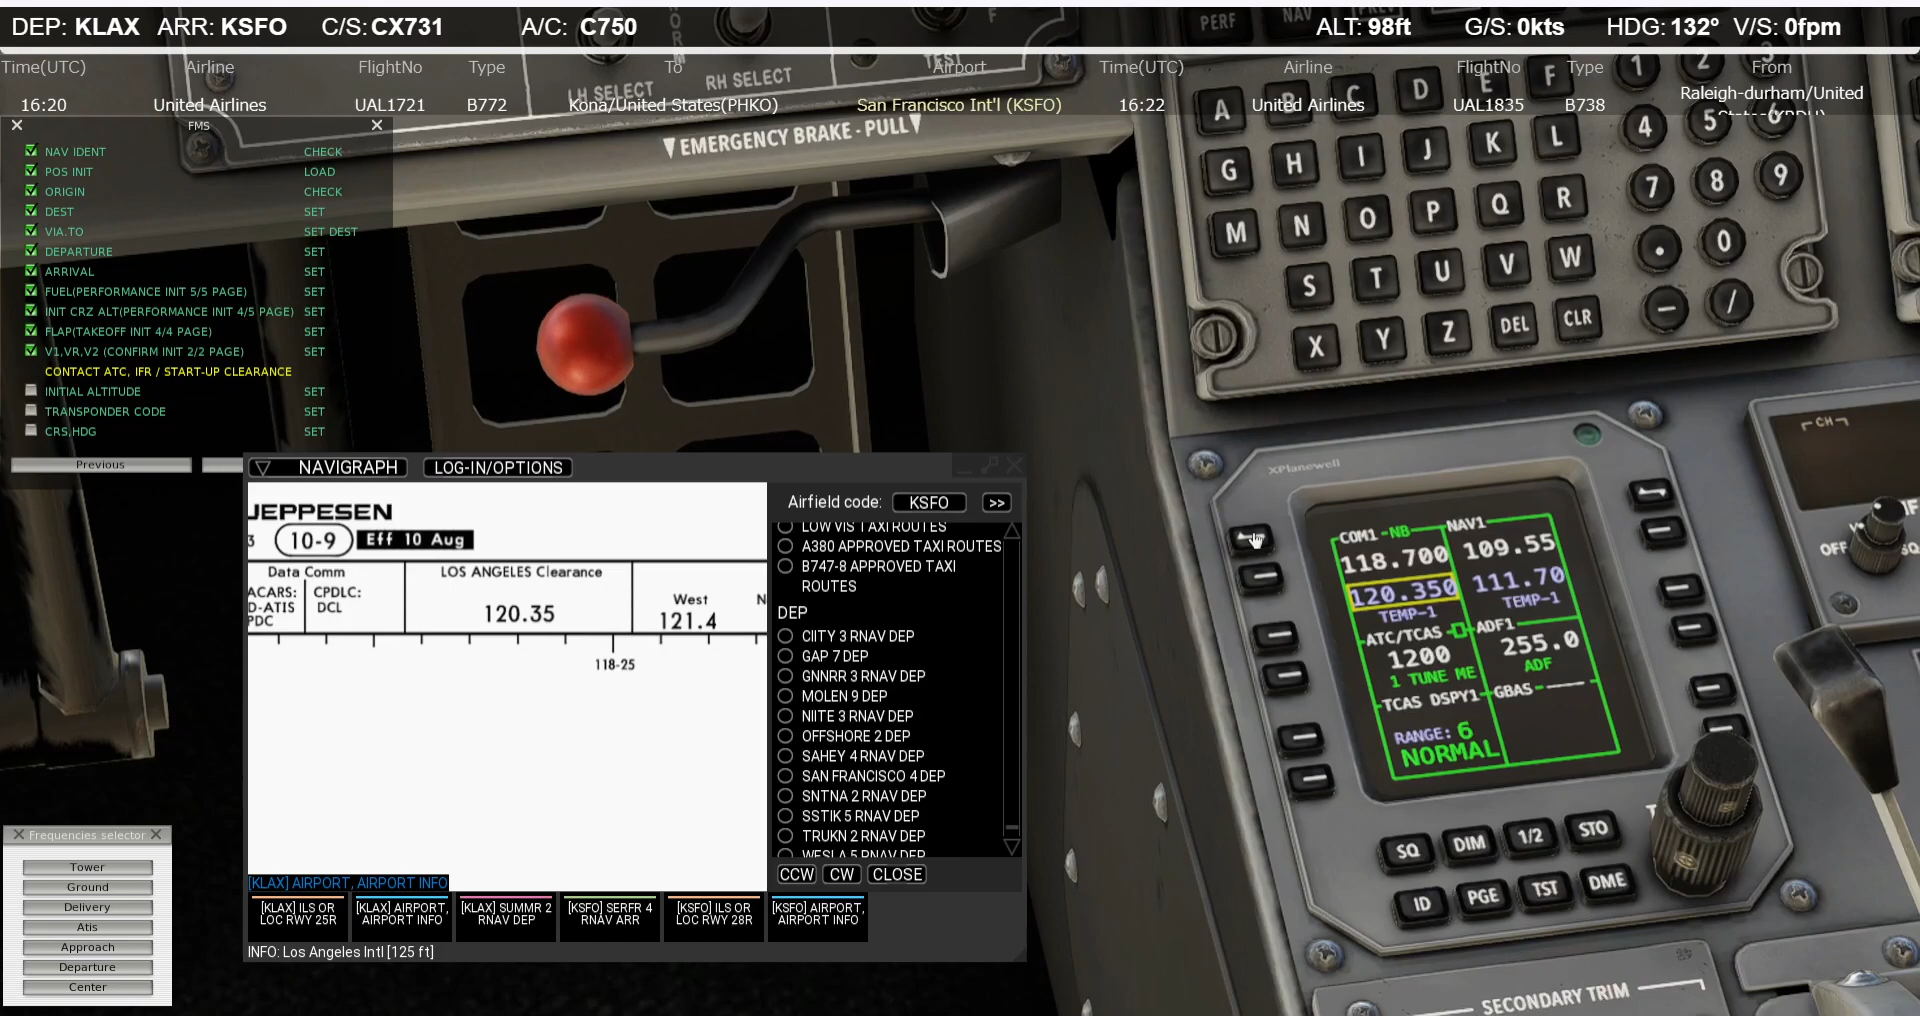 DEP: KLAX ARR: KSFO C/S: CX731 A/C: C750 ALT: 98ft G/S: 0kts HDG: 132° V/S: 0fpm
Time(UTC) Airline FlightNo Type To Airport Time(UTC) Airline FlightNo Type From
16:20 United Airlines UAL1721 B772 Kona/United States(PHKO) San Francisco Int'l (KSFO) 16:22 United Airlines UAL1835 B738 Raleigh-durham/United
FMS
NAV IDENT CHECK
POS INIT LOAD
ORIGIN CHECK
DEST SET
VIA.TO SET DEST
DEPARTURE SET
ARRIVAL SET
FUEL(PERFORMANCE INIT 5/5 PAGE) SET
INIT CRZ ALT(PERFORMANCE INIT 4/5 PAGE) SET
FLAP(TAKEOFF INIT 4/4 PAGE) SET
V1,VR,V2 (CONFIRM INIT 2/2 PAGE) SET
CONTACT ATC, IFR / START-UP CLEARANCE
INITIAL ALTITUDE SET
TRANSPONDER CODE SET
CRS,HDG SET
Previous
LH SELECT
RH SELECT
TEST
EMERGENCY BRAKE - PULL
PERF NAV
A B C D E F 1 2 3
G H I J K L 4 5 6
M N O P Q R 7 8 9
S T U V W • 0
X Y Z DEL CLR – /
NAVIGRAPH LOG-IN/OPTIONS
JEPPESEN
10-9 Eff 10 Aug
Data Comm LOS ANGELES Clearance
ACARS: CPDLC:
D-ATIS DCL
PDC
120.35
West
121.4
118-25
Airfield code: KSFO >>
LOW VIS TAXI ROUTES
A380 APPROVED TAXI ROUTES
B747-8 APPROVED TAXI
ROUTES
DEP
CIITY 3 RNAV DEP
GAP 7 DEP
GNNRR 3 RNAV DEP
MOLEN 9 DEP
NIITE 3 RNAV DEP
OFFSHORE 2 DEP
SAHEY 4 RNAV DEP
SAN FRANCISCO 4 DEP
SNTNA 2 RNAV DEP
SSTIK 5 RNAV DEP
TRUKN 2 RNAV DEP
WESLA 5 RNAV DEP
CCW CW CLOSE
[KLAX] AIRPORT, AIRPORT INFO
[KLAX] ILS OR
LOC RWY 25R
[KLAX] AIRPORT,
AIRPORT INFO
[KLAX] SUMMR 2
RNAV DEP
[KSFO] SERFR 4
RNAV ARR
[KSFO] ILS OR
LOC RWY 28R
[KSFO] AIRPORT,
AIRPORT INFO
INFO: Los Angeles Intl [125 ft]
Frequencies selector
Tower
Ground
Delivery
Atis
Approach
Departure
Center
XPlanewell
COM1 -NB- NAV1
118.700 109.55
120.350 111.70
TEMP-1 TEMP-1
ATC/TCAS ADF1
1200 255.0
1 TUNE ME ADF
TCAS DSPY1 GBAS
RANGE: 6
NORMAL
SQ DIM 1/2 STO
ID PGE TST DME
CH
OFF
SECONDARY TRIM